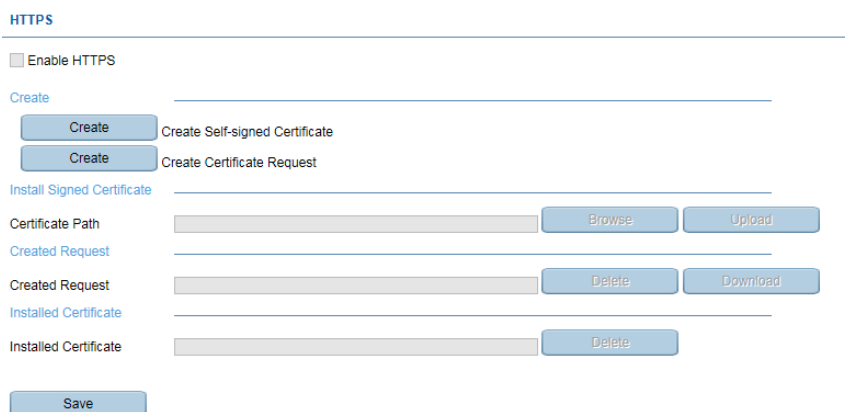 HTTPS
Enable HTTPS
Create
Create Create Self-signed Certificate
Create Create Certificate Request
Install Signed Certificate
Certificate Path Browse Upload
Created Request
Created Request Delete Download
Installed Certificate
Installed Certificate Delete
Save